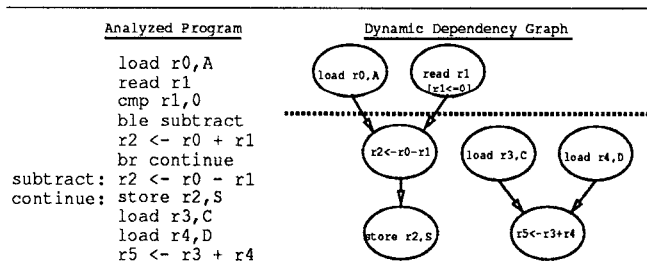 Analyzed Program
load r0,A
read r1
cmp r1,0
ble subtract
r2 <- r0 + r1
br continue
subtract: r2 <- r0 - r1
continue: store r2,S
load r3,C
load r4,D
r5 <- r3 + r4
Dynamic Dependency Graph
load r0,A
read r1
[r1<=0]
r2<-r0-r1
load r3,C
load r4,D
store r2,S
r5<-r3+r4